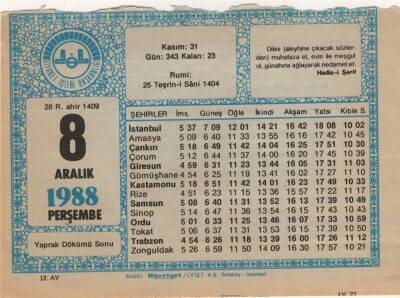 Kasım: 31
Gün: 343 Kalan: 23
Rumi:
25 Teşrin-i Sâni 1404
Dilini (aleyhine çıkacak sözler-
den) muhafaza et, evin ile meşgul
ol, günahına ağlayarak nedamet et.
Hadis-i Şerif
28 R. ahir 1409
8
ARALIK
1988
PERŞEMBE
Yaprak Dökümü Sonu
ŞEHİRLER İms. Güneş Öğle İkindi Akşam Yatsı Kıble S.
İstanbul 5 37 7 09 12 01 14 21 16 42 18 08 10 02
Amasya 5 09 6 40 11 33 13 55 16 16 17 42 10 45
Çankırı 5 18 6 49 11 42 14 04 16 25 17 51 10 30
Çorum 5 12 6 44 11 37 14 00 16 20 17 45 10 39
Giresun 4 59 6 31 11 23 13 44 16 05 17 31 11 03
Gümüşhane 4 54 6 25 11 19 13 41 16 02 17 28 11 10
Kastamonu 5 18 6 50 11 42 14 01 16 23 17 49 10 33
Rize 4 51 6 23 11 15 13 36 15 57 17 22 11 17
Samsun 5 08 6 40 11 31 13 52 16 13 17 39 10 49
Sinop 5 14 6 47 11 36 13 56 16 17 17 43 10 39
Ordu 5 01 6 33 11 25 13 46 16 07 17 33 10 59
Tokat 5 06 6 37 11 31 13 53 16 15 17 40 10 48
Trabzon 4 54 6 26 11 18 13 39 16 00 17 26 11 12
Zonguldak 5 26 6 59 11 50 14 09 16 30 17 57 10 21
12. AY
BASKI: Hürriyet/OFSET A.Ş. Sefaköy - İstanbul